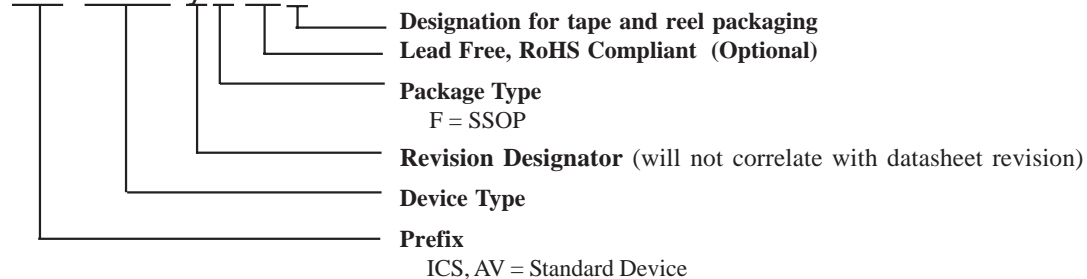 Designation for tape and reel packaging
Lead Free, RoHS Compliant (Optional)
Package Type
F = SSOP
Revision Designator (will not correlate with datasheet revision)
Device Type
Prefix
ICS, AV = Standard Device